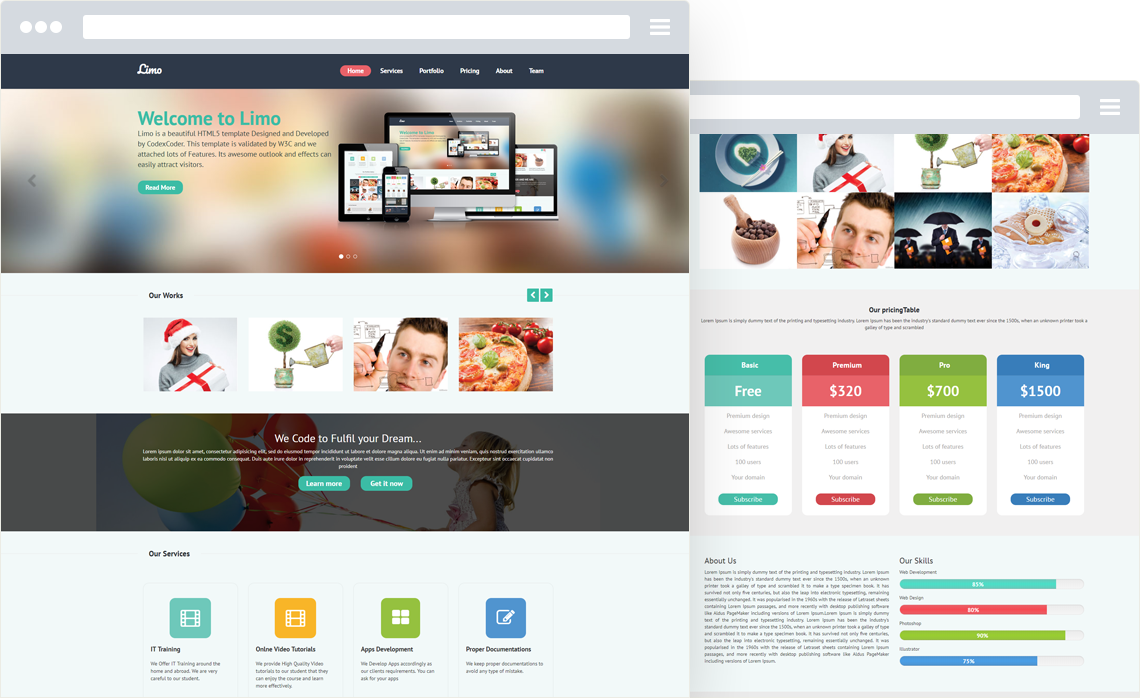 Limo
Home Services Portfolio Pricing About Team
Welcome to Limo
Limo is a beautiful HTML5 template Designed and Developed
by CodexCoder. This template is validated by W3C and we
attached lots of Features. Its awesome outlook and effects can
easily attract visitors.
Read More
Our Works
We Code to Fulfil your Dream...
Lorem ipsum dolor sit amet, consectetur adipisicing elit, sed do eiusmod tempor incididunt ut labore et dolore magna aliqua. Ut enim ad minim veniam, quis nostrud exercitation ullamco
laboris nisi ut aliquip ex ea commodo consequat. Duis aute irure dolor in reprehenderit in voluptate velit esse cillum dolore eu fugiat nulla pariatur. Excepteur sint occaecat cupidatat non
proident
Learn more Get it now
Our Services
IT Training
We Offer IT Training around the
home and abroad. We are very
careful to our student.
Onlne Video Tutorials
We provide High Quality Video
tutorials to our student that they
can enjoy the course and learn
more effectively.
Apps Development
We Develop Apps accordingly as
our clients requirements. You can
ask for your apps
Proper Documentations
We keep proper documentations to
avoid any type of mistake.
Our pricingTable
Lorem Ipsum is simply dummy text of the printing and typesetting industry. Lorem Ipsum has been the industry's standard dummy text ever since the 1500s, when an unknown printer took a
galley of type and scrambled
Basic
Free
Premium design
Awesome services
Lots of features
100 users
Your domain
Subscribe
Premium
$320
Premium design
Awesome services
Lots of features
100 users
Your domain
Subscribe
Pro
$700
Premium design
Awesome services
Lots of features
100 users
Your domain
Subscribe
King
$1500
Premium design
Awesome services
Lots of features
100 users
Your domain
Subscribe
About Us
Lorem Ipsum is simply dummy text of the printing and typesetting industry. Lorem Ipsum
has been the industry's standard dummy text ever since the 1500s, when an unknown
printer took a galley of type and scrambled it to make a type specimen book. It has
survived not only five centuries, but also the leap into electronic typesetting, remaining
essentially unchanged. It was popularised in the 1960s with the release of Letraset sheets
containing Lorem Ipsum passages, and more recently with desktop publishing software
like Aldus PageMaker including versions of Lorem Ipsum.Lorem Ipsum has been the
industry's standard dummy text ever since the 1500s, when an unknown printer took a
galley of type and scrambled it to make a type specimen book. It has survived not only five centuries,
but also the leap into electronic typesetting, remaining essentially unchanged. It was
popularised in the 1960s with the release of Letraset sheets containing Lorem Ipsum
passages, and more recently with desktop publishing software like Aldus PageMaker
including versions of Lorem Ipsum.
Our Skills
Web Development
85%
Web Design
80%
Photoshop
90%
Illustrator
75%